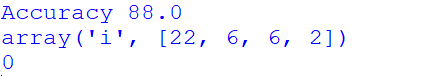 Accuracy 88.0
array('i', [22, 6, 6, 2])
0